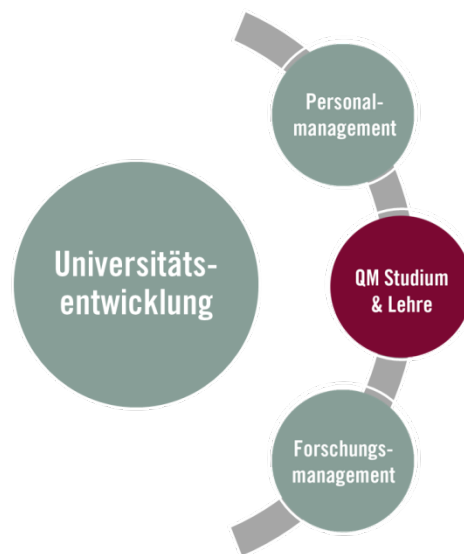 Personal-
management
Universitäts-
entwicklung
QM Studium
& Lehre
Forschungs-
management